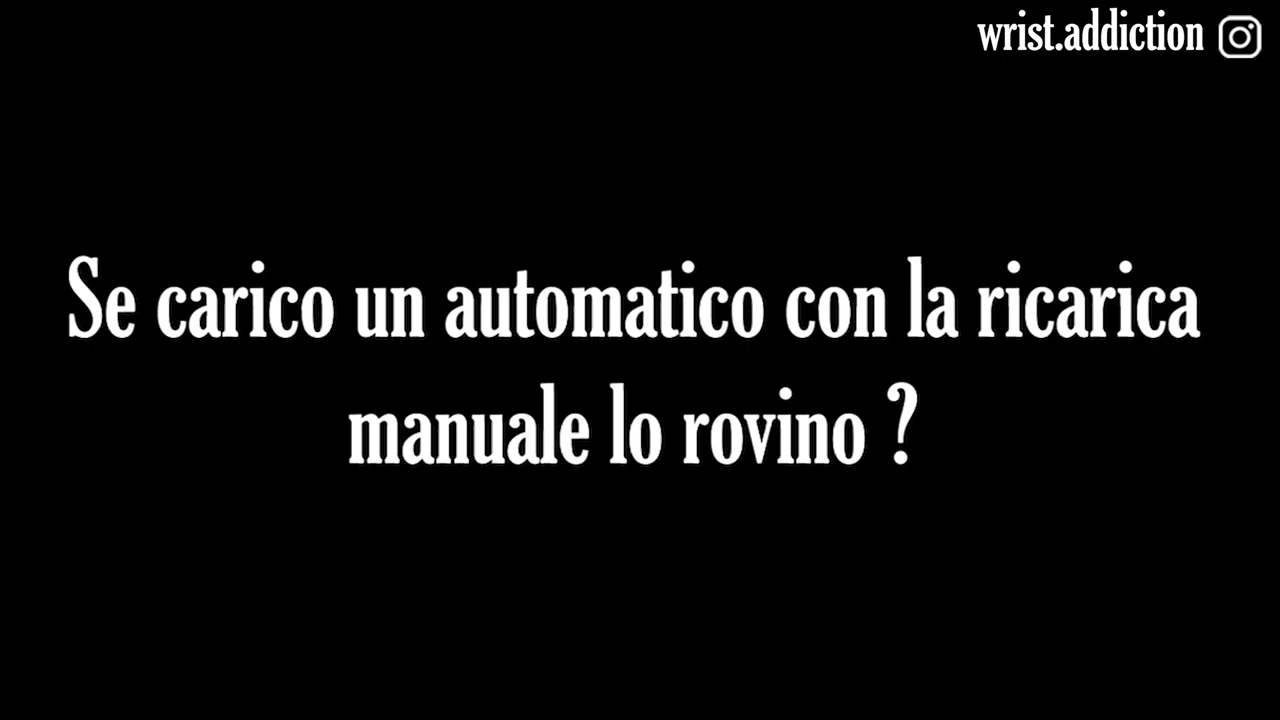 wrist.addiction
Se carico un automatico con la ricarica
manuale lo rovino ?